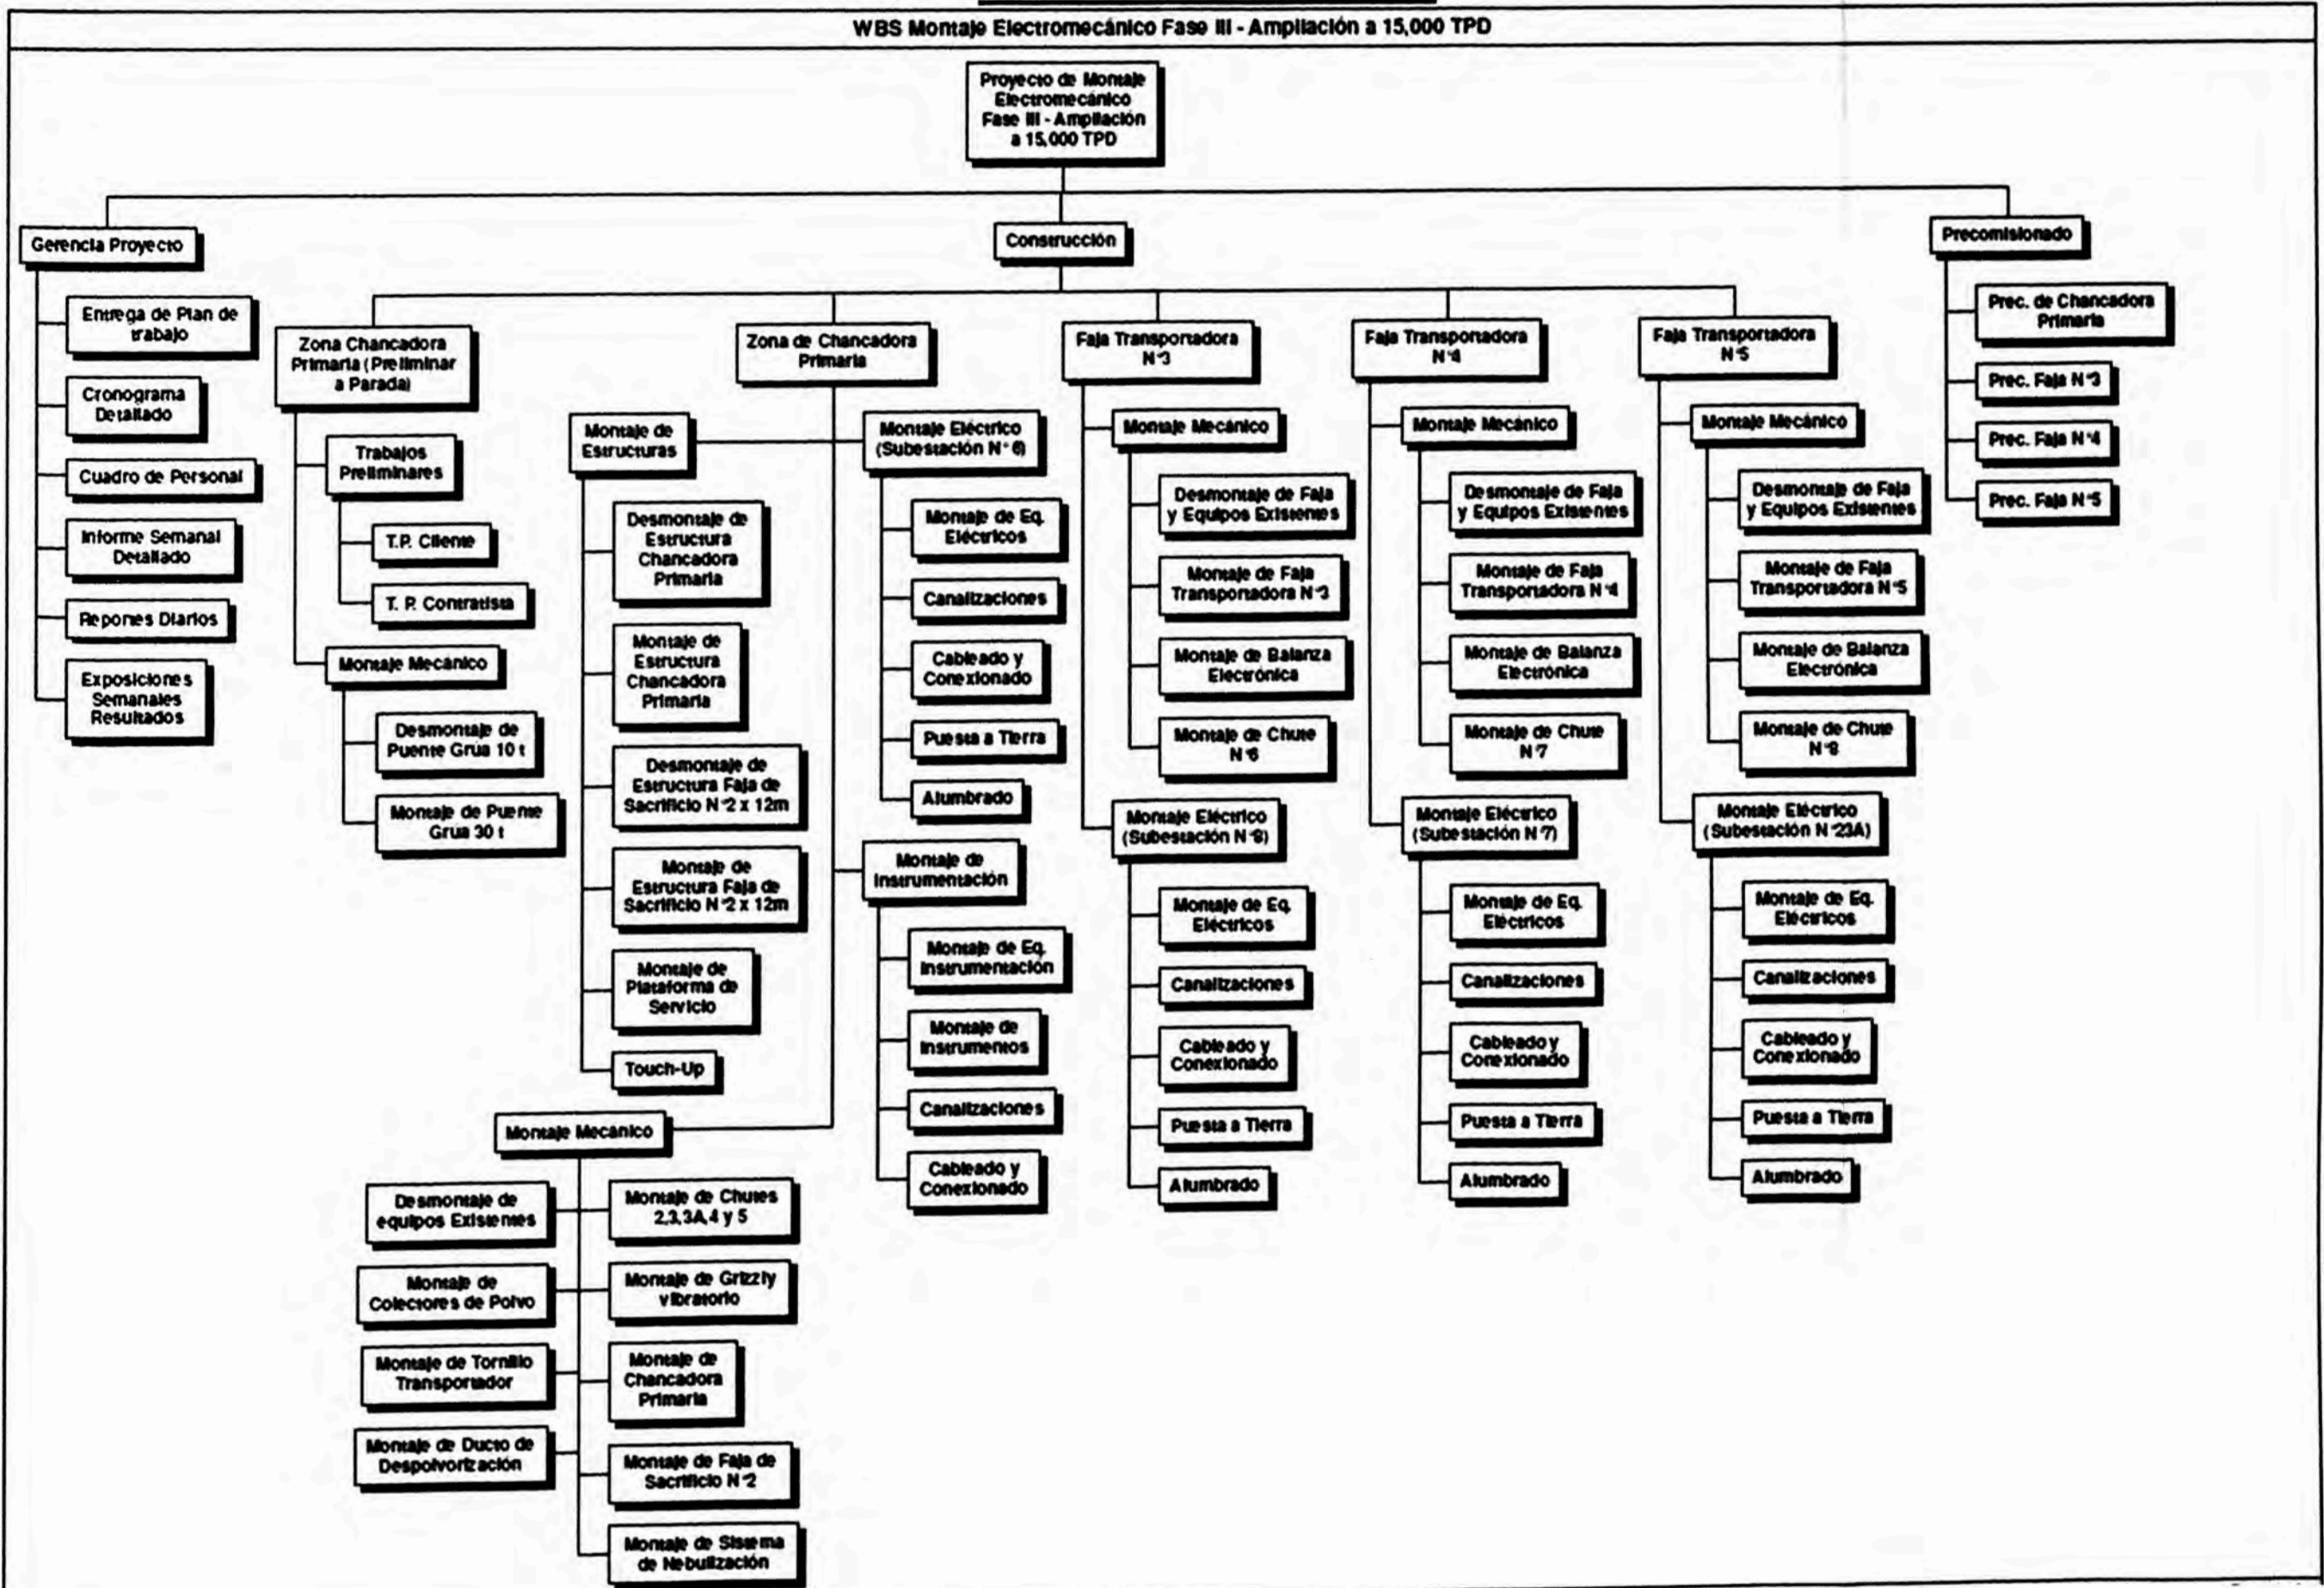 WBS Montaje Electromecánico Fase III - Ampliación a 15,000 TPD
Proyecto de Montaje
Electromecánico
Fase III - Ampliación
a 15,000 TPD
Gerencia Proyecto
Entrega de Plan de
trabajo
Cronograma
Detallado
Cuadro de Personal
Informe Semanal
Detallado
Repones Diarios
Exposiciones
Semanales
Resultados
Construcción
Zona Chancadora
Primaria (Preliminar
a Parada)
Trabajos
Preliminares
T.P. Cliente
T. P. Contratista
Montaje Mecánico
Desmontaje de
Puente Grúa 10 t
Montaje de Puente
Grúa 30 t
Zona de Chancadora
Primaria
Montaje de
Estructuras
Desmontaje de
Estructura
Chancadora
Primaria
Montaje de
Estructura
Chancadora
Primaria
Desmontaje de
Estructura Faja de
Sacrificio N°2 x 12m
Montaje de
Estructura Faja de
Sacrificio N°2 x 12m
Montaje de
Plataforma de
Servicio
Touch-Up
Montaje Eléctrico
(Subestación N° 6)
Montaje de Eq.
Eléctricos
Canalizaciones
Cableado y
Conexionado
Puesta a Tierra
Alumbrado
Montaje de
Instrumentación
Montaje de Eq.
Instrumentación
Montaje de
Instrumentos
Canalizaciones
Cableado y
Conexionado
Montaje Mecánico
Desmontaje de
equipos Existentes
Montaje de
Colectores de Polvo
Montaje de Tornillo
Transportador
Montaje de Ducto de
Despolvorización
Montaje de Chutes
2,3,3A,4 y 5
Montaje de Grizzly
vibratorio
Montaje de
Chancadora
Primaria
Montaje de Faja de
Sacrificio N°2
Montaje de Sistema
de Nebulización
Faja Transportadora
N°3
Montaje Mecánico
Desmontaje de Faja
y Equipos Existentes
Montaje de Faja
Transportadora N°3
Montaje de Balanza
Electrónica
Montaje de Chute
N°6
Montaje Eléctrico
(Subestación N°8)
Montaje de Eq.
Eléctricos
Canalizaciones
Cableado y
Conexionado
Puesta a Tierra
Alumbrado
Faja Transportadora
N°4
Montaje Mecánico
Desmontaje de Faja
y Equipos Existentes
Montaje de Faja
Transportadora N°4
Montaje de Balanza
Electrónica
Montaje de Chute
N°7
Montaje Eléctrico
(Subestación N°7)
Montaje de Eq.
Eléctricos
Canalizaciones
Cableado y
Conexionado
Puesta a Tierra
Alumbrado
Faja Transportadora
N°5
Montaje Mecánico
Desmontaje de Faja
y Equipos Existentes
Montaje de Faja
Transportadora N°5
Montaje de Balanza
Electrónica
Montaje de Chute
N°8
Montaje Eléctrico
(Subestación N°23A)
Montaje de Eq.
Eléctricos
Canalizaciones
Cableado y
Conexionado
Puesta a Tierra
Alumbrado
Precomisionado
Prec. de Chancadora
Primaria
Prec. Faja N°3
Prec. Faja N°4
Prec. Faja N°5